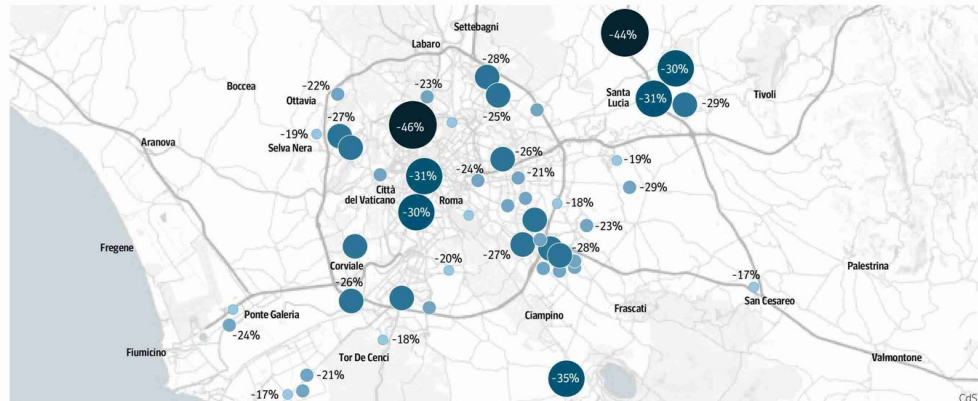 Settebagni
-44%
Labaro
-28%
-30%
Boccea
-22%
Ottavia
-23%
Santa
Lucia
-31%
-29%
Tivoli
-27%
-19%
Selva Nera
-46%
-25%
Aranova
-26%
-19%
-31%
-24%
-21%
-29%
Città
del Vaticano
Roma
-18%
-30%
-23%
Fregene
-27%
-28%
Corviale
-20%
Palestrina
-26%
-17%
San Cesareo
Ponte Galeria
Ciampino
Frascati
-24%
-18%
Fiumicino
Tor De Cenci
Valmontone
-21%
-35%
-17%
CdS